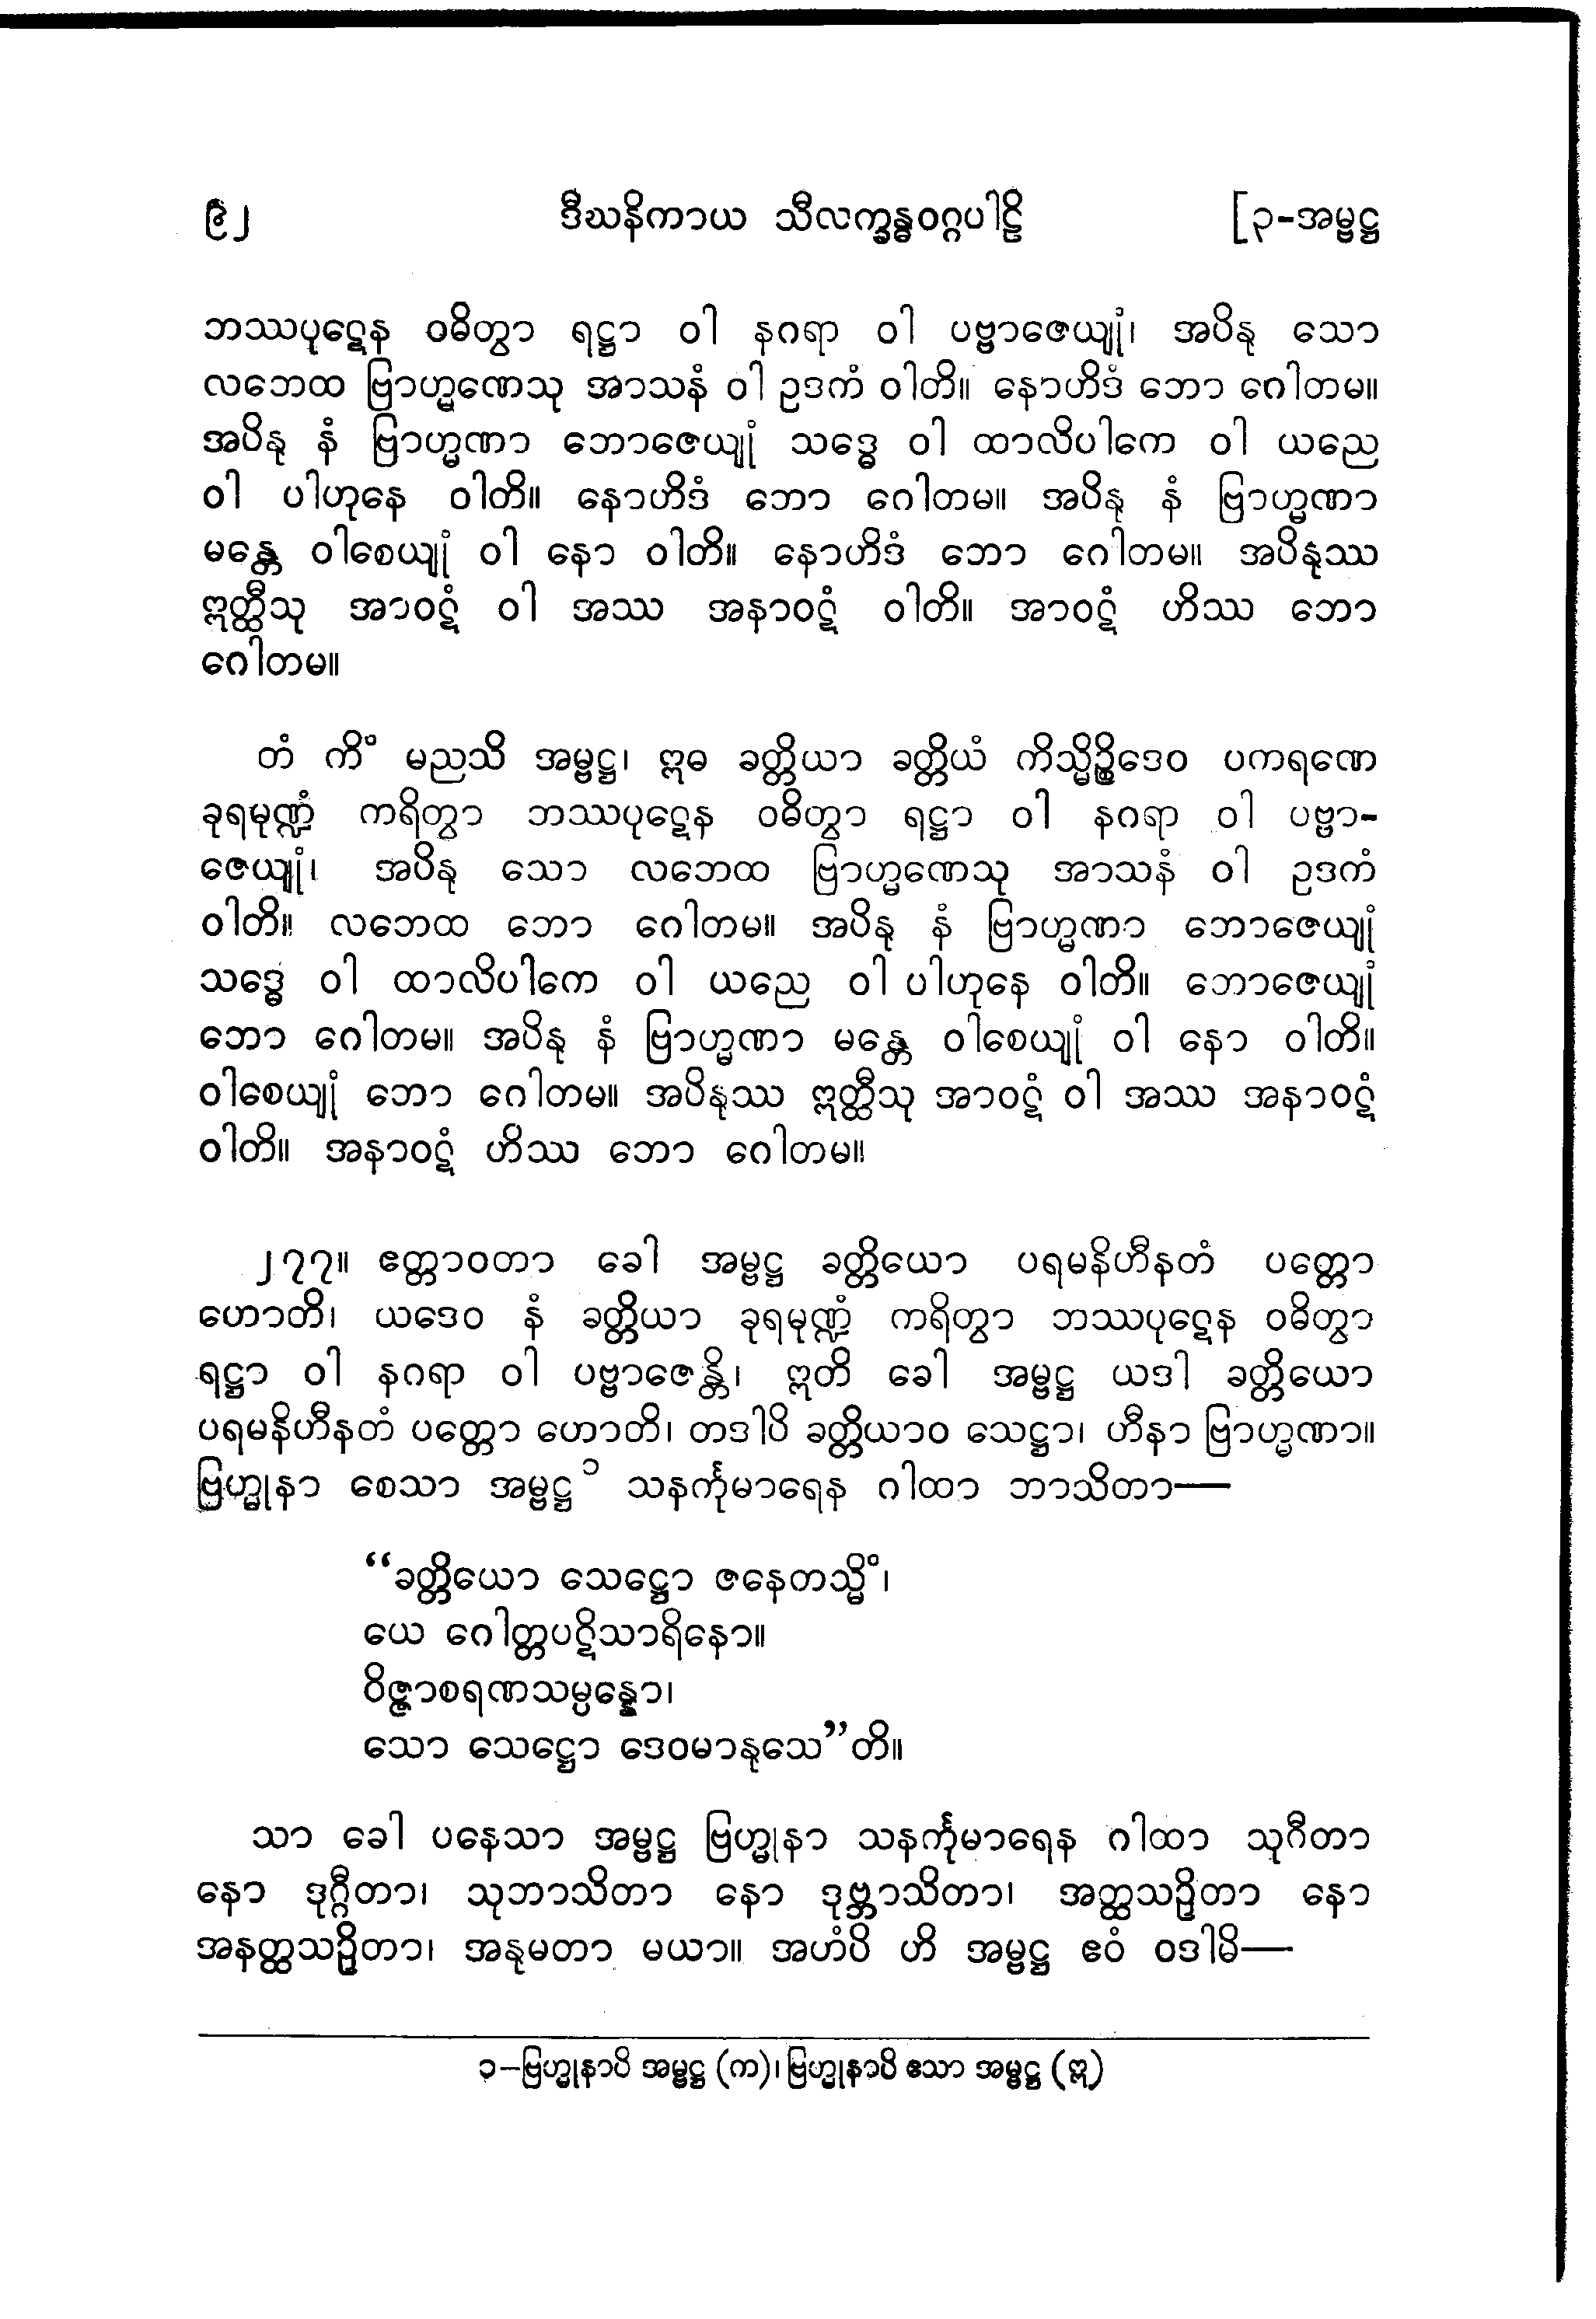 ၉၂ ဒီဃနိကာယ သီလက္ခန္ဓဝဂ္ဂပါဠိ [၃-အမ္ဗဋ္ဌ
ဘဿပုဋေန ဝဓိတွာ ရဋ္ဌာ ဝါ နဂရာ ဝါ ပဗ္ဗာဇေယျုံ၊ အပိနု သော
လဘေထ ဗြာဟ္မဏေသု အာသနံ ဝါ ဥဒကံ ဝါတိ။ နောဟိဒံ ဘော ဂေါတမ။
အပိနု နံ ဗြာဟ္မဏာ ဘောဇေယျုံ သဒ္ဓေ ဝါ ထာလိပါကေ ဝါ ယညေ
ဝါ ပါဟုနေ ဝါတိ။ နောဟိဒံ ဘော ဂေါတမ။ အပိနု နံ ဗြာဟ္မဏာ
မန္တေ ဝါစေယျုံ ဝါ နော ဝါတိ။ နောဟိဒံ ဘော ဂေါတမ။ အပိနုဿ
ဣတ္ထီသု အာဝဋံ ဝါ အဿ အနာဝဋံ ဝါတိ။ အာဝဋံ ဟိဿ ဘော
ဂေါတမ။
တံ ကိံ မညသိ အမ္ဗဋ္ဌ၊ ဣဓ ခတ္တိယာ ခတ္တိယံ ကိသ္မိဉ္စိဒေဝ ပကရဏေ
ခုရမုဏ္ဍံ ကရိတွာ ဘဿပုဋေန ဝဓိတွာ ရဋ္ဌာ ဝါ နဂရာ ဝါ ပဗ္ဗာ-
ဇေယျုံ၊ အပိနု သော လဘေထ ဗြာဟ္မဏေသု အာသနံ ဝါ ဥဒကံ
ဝါတိ။ လဘေထ ဘော ဂေါတမ။ အပိနု နံ ဗြာဟ္မဏာ ဘောဇေယျုံ
သဒ္ဓေ ဝါ ထာလိပါကေ ဝါ ယညေ ဝါ ပါဟုနေ ဝါတိ။ ဘောဇေယျုံ
ဘော ဂေါတမ။ အပိနု နံ ဗြာဟ္မဏာ မန္တေ ဝါစေယျုံ ဝါ နော ဝါတိ။
ဝါစေယျုံ ဘော ဂေါတမ။ အပိနုဿ ဣတ္ထီသု အာဝဋံ ဝါ အဿ အနာဝဋံ
ဝါတိ။ အနာဝဋံ ဟိဿ ဘော ဂေါတမ။
၂၇၇။ ဧတ္တာဝတာ ခေါ အမ္ဗဋ္ဌ ခတ္တိယော ပရမနိဟီနတံ ပတ္တော
ဟောတိ၊ ယဒေဝ နံ ခတ္တိယာ ခုရမုဏ္ဍံ ကရိတွာ ဘဿပုဋေန ဝဓိတွာ
ရဋ္ဌာ ဝါ နဂရာ ဝါ ပဗ္ဗာဇေန္တိ၊ ဣတိ ခေါ အမ္ဗဋ္ဌ ယဒါ ခတ္တိယော
ပရမနိဟီနတံ ပတ္တော ဟောတိ၊ တဒါပိ ခတ္တိယာဝ သေဋ္ဌာ၊ ဟီနာ ဗြာဟ္မဏာ။
ဗြဟ္မုနာ စေသာ အမ္ဗဋ္ဌ ၁ သနင်္ကုမာရေန ဂါထာ ဘာသိတာ—
“ခတ္တိယော သေဋ္ဌော ဇနေတသ္မိံ၊
ယေ ဂေါတ္တပဋိသာရိနော။
ဝိဇ္ဇာစရဏသမ္ပန္နော၊
သော သေဋ္ဌော ဒေဝမာနုသေ”တိ။
သာ ခေါ ပနေသာ အမ္ဗဋ္ဌ ဗြဟ္မုနာ သနင်္ကုမာရေန ဂါထာ သုဂီတာ
နော ဒုဂ္ဂီတာ၊ သုဘာသိတာ နော ဒုဗ္ဘာသိတာ၊ အတ္ထသဉှိတာ နော
အနတ္ထသဉှိတာ၊ အနုမတာ မယာ။ အဟံပိ ဟိ အမ္ဗဋ္ဌ ဧဝံ ဝဒါမိ—
၁–ဗြဟ္မုနာပိ အမ္ဗဋ္ဌ (က)၊ ဗြဟ္မုနာပိ ဧသာ အမ္ဗဋ္ဌ (ဣ)